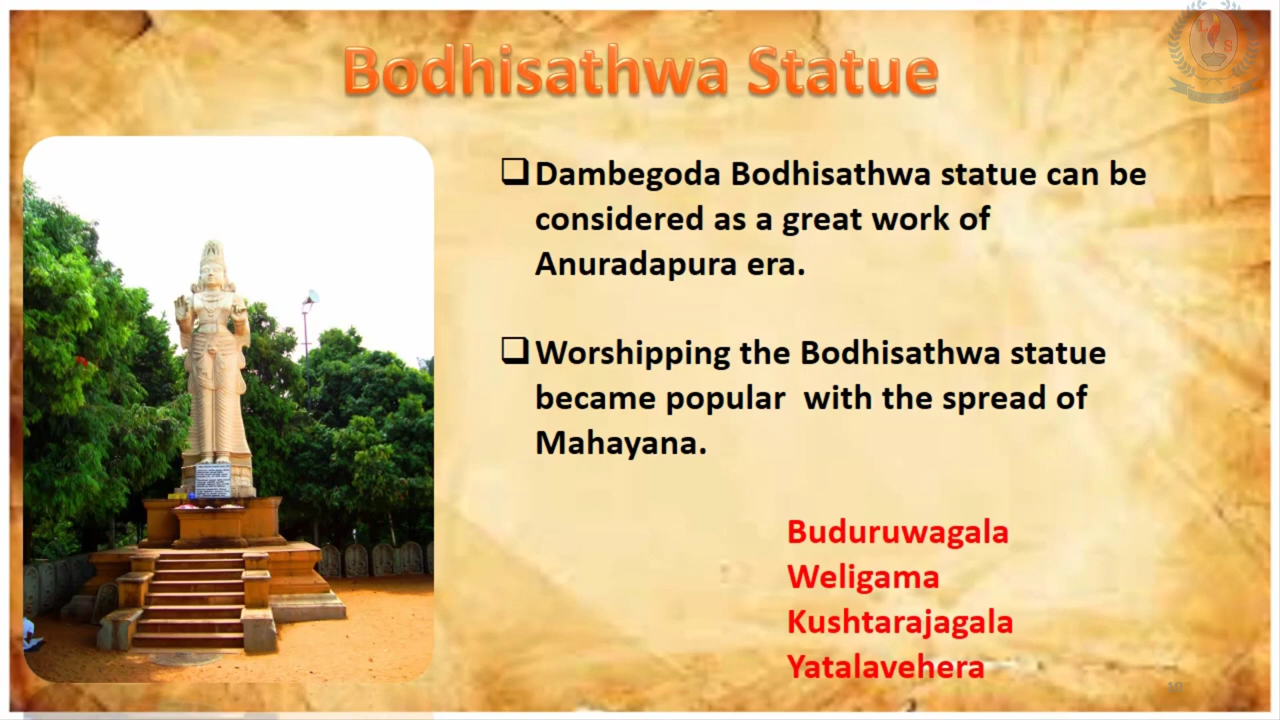 Bodhisathwa Statue
Dambegoda Bodhisathwa statue can be
considered as a great work of
Anuradapura era.
Worshipping the Bodhisathwa statue
became popular  with the spread of
Mahayana.
Buduruwagala
Weligama
Kushtarajagala
Yatalavehera